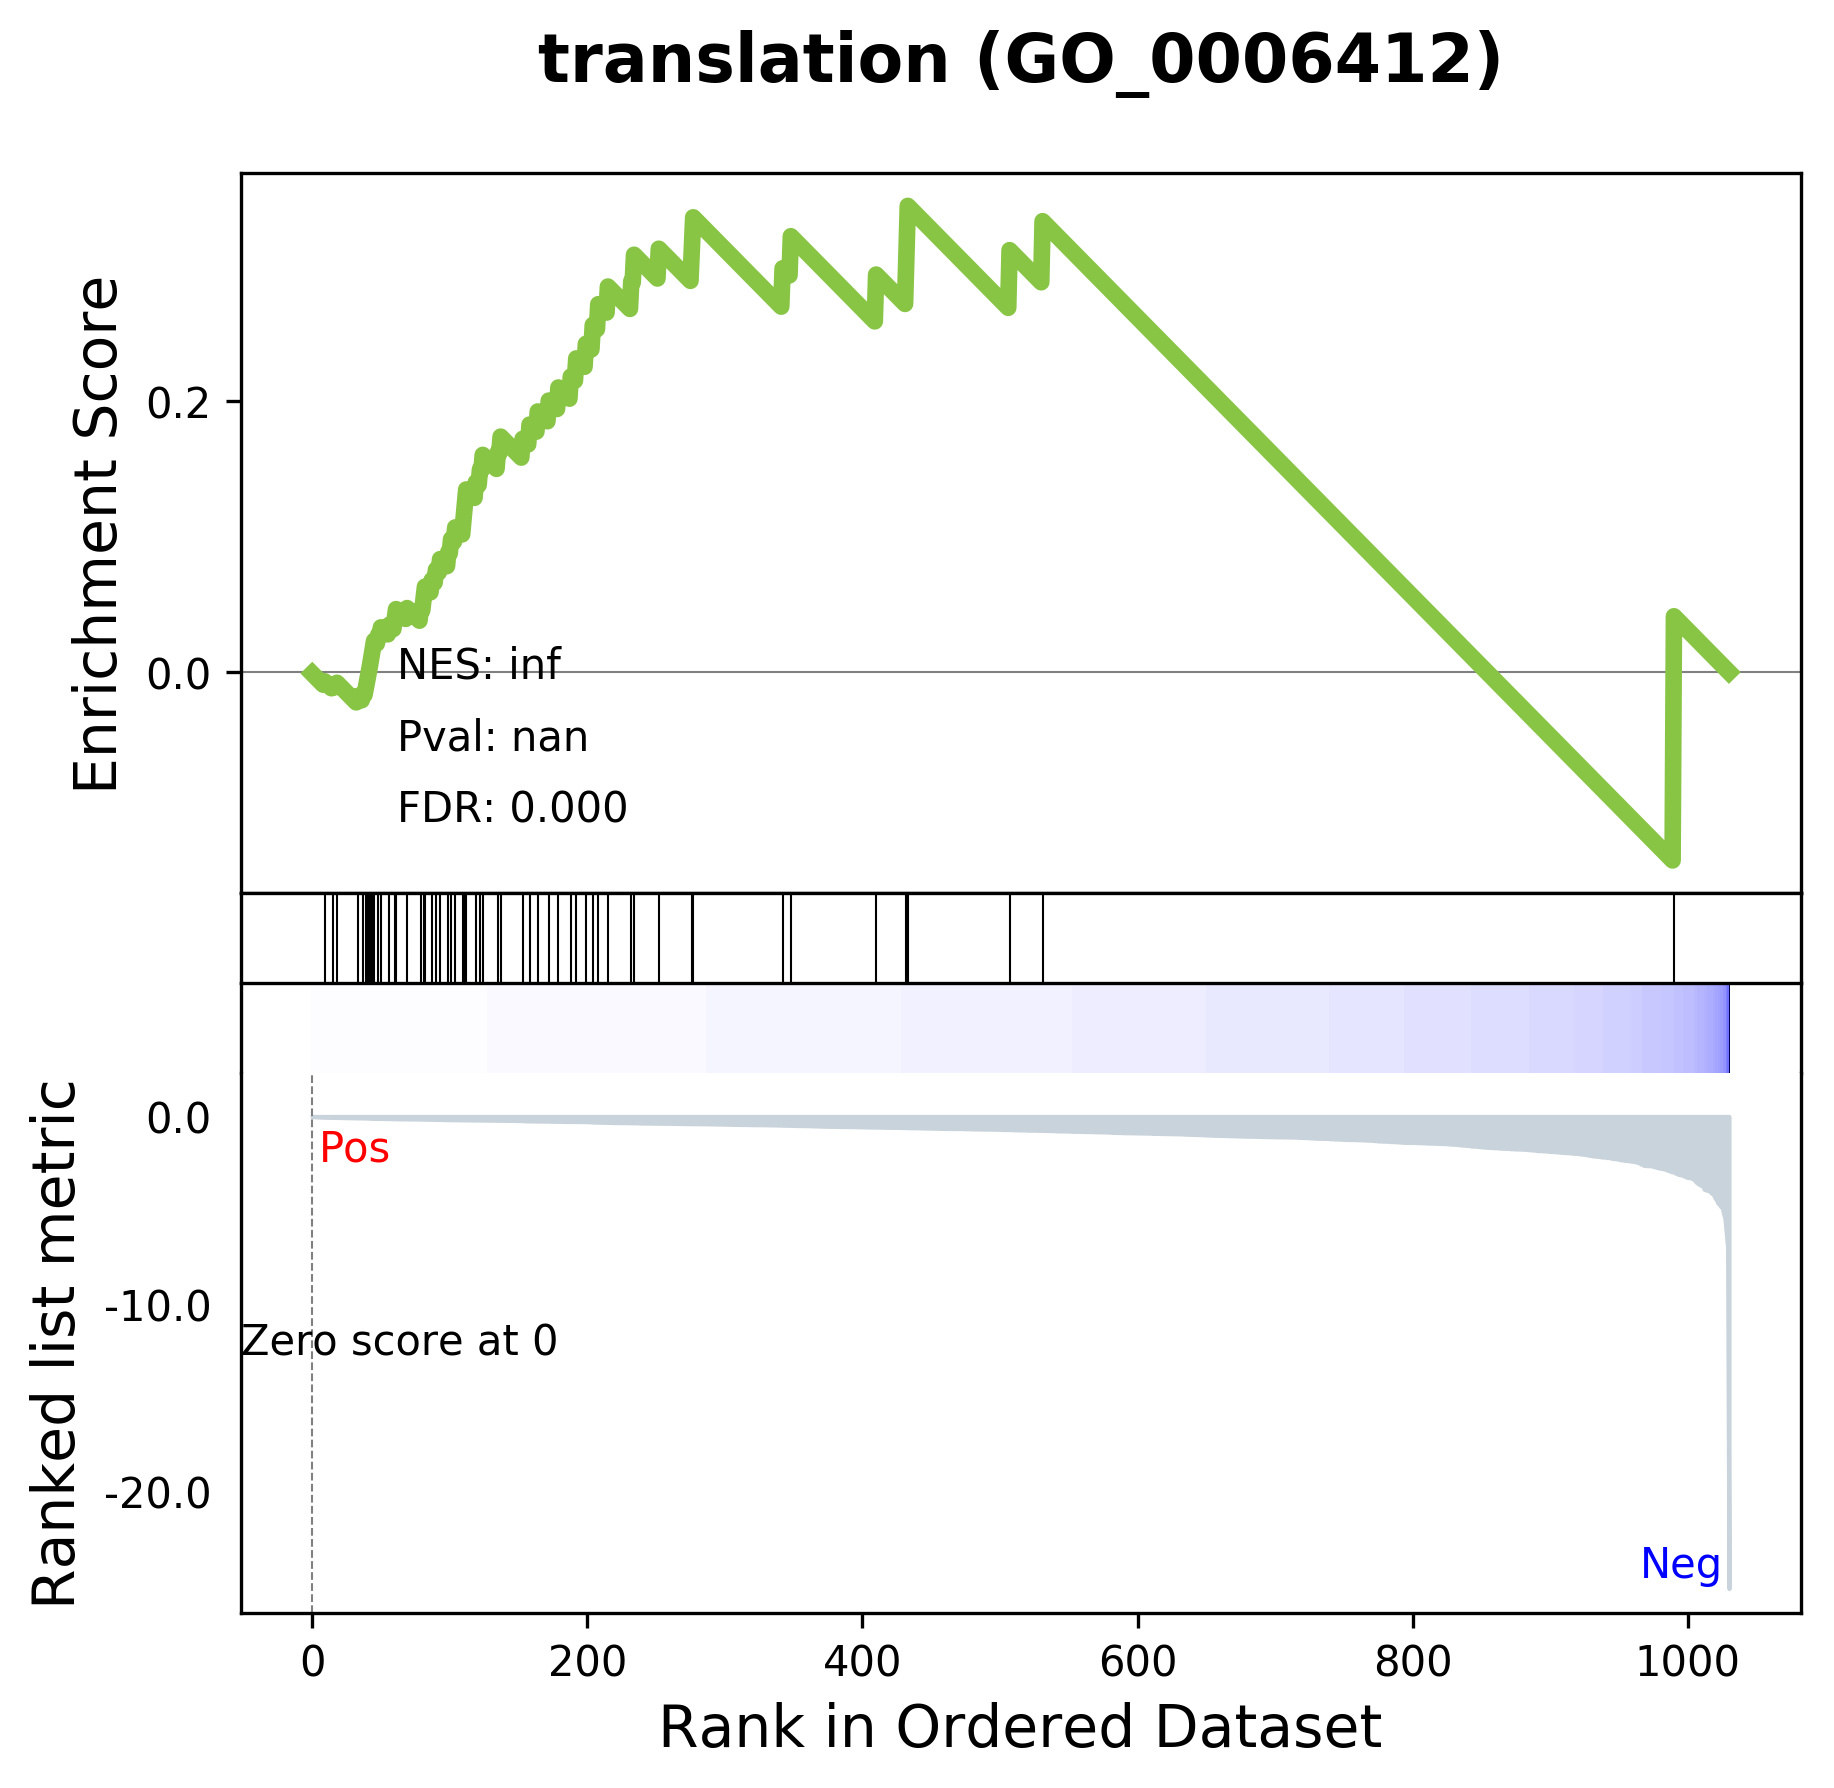 translation (GO_0006412)
Enrichment Score
0.2
0.0
NES: inf
Pval: nan
FDR: 0.000
Ranked list metric
0.0
-10.0
-20.0
Pos
Zero score at 0
Neg
0 200 400 600 800 1000
Rank in Ordered Dataset